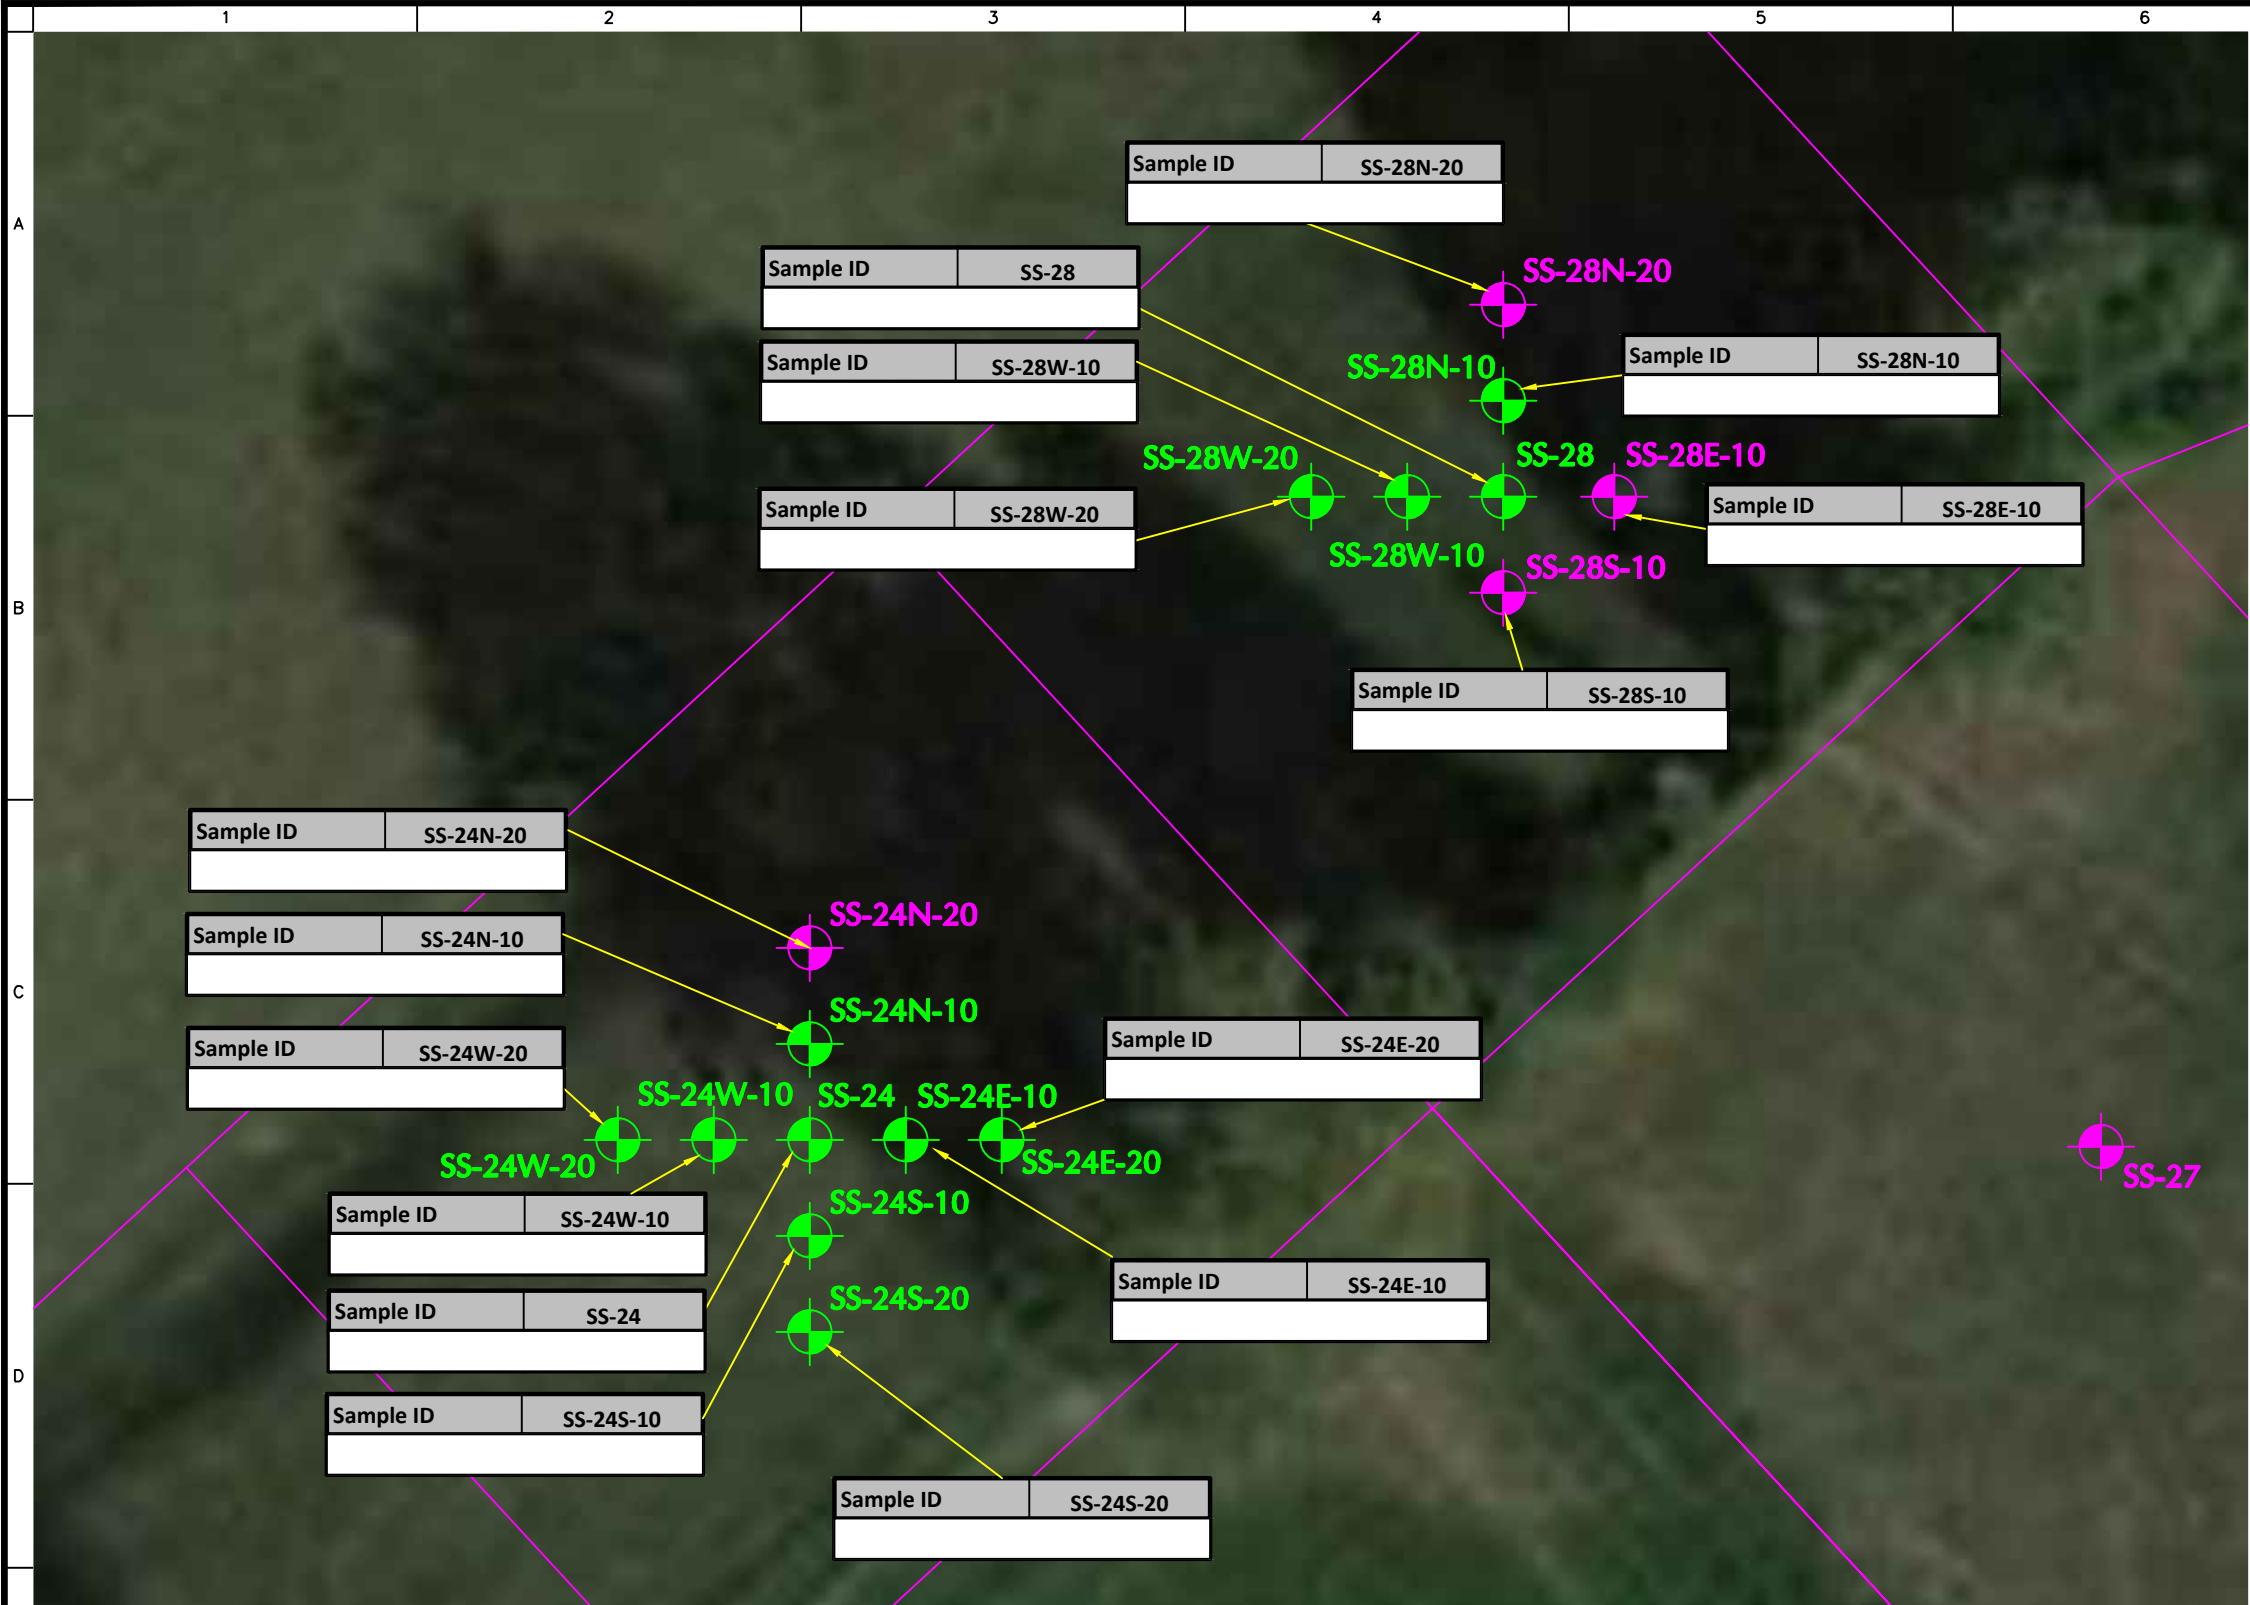 1 2 3 4 5 6
A
B
C
D
Sample ID SS-28N-20
Sample ID SS-28
SS-28N-20
Sample ID SS-28W-10
SS-28N-10
Sample ID SS-28N-10
SS-28W-20
SS-28
SS-28E-10
Sample ID SS-28W-20
Sample ID SS-28E-10
SS-28W-10
SS-28S-10
Sample ID SS-28S-10
Sample ID SS-24N-20
SS-24N-20
Sample ID SS-24N-10
SS-24N-10
Sample ID SS-24W-20
Sample ID SS-24E-20
SS-24W-10
SS-24
SS-24E-10
SS-24W-20
SS-24E-20
SS-27
Sample ID SS-24W-10
SS-24S-10
Sample ID SS-24E-10
Sample ID SS-24
SS-24S-20
Sample ID SS-24S-10
Sample ID SS-24S-20